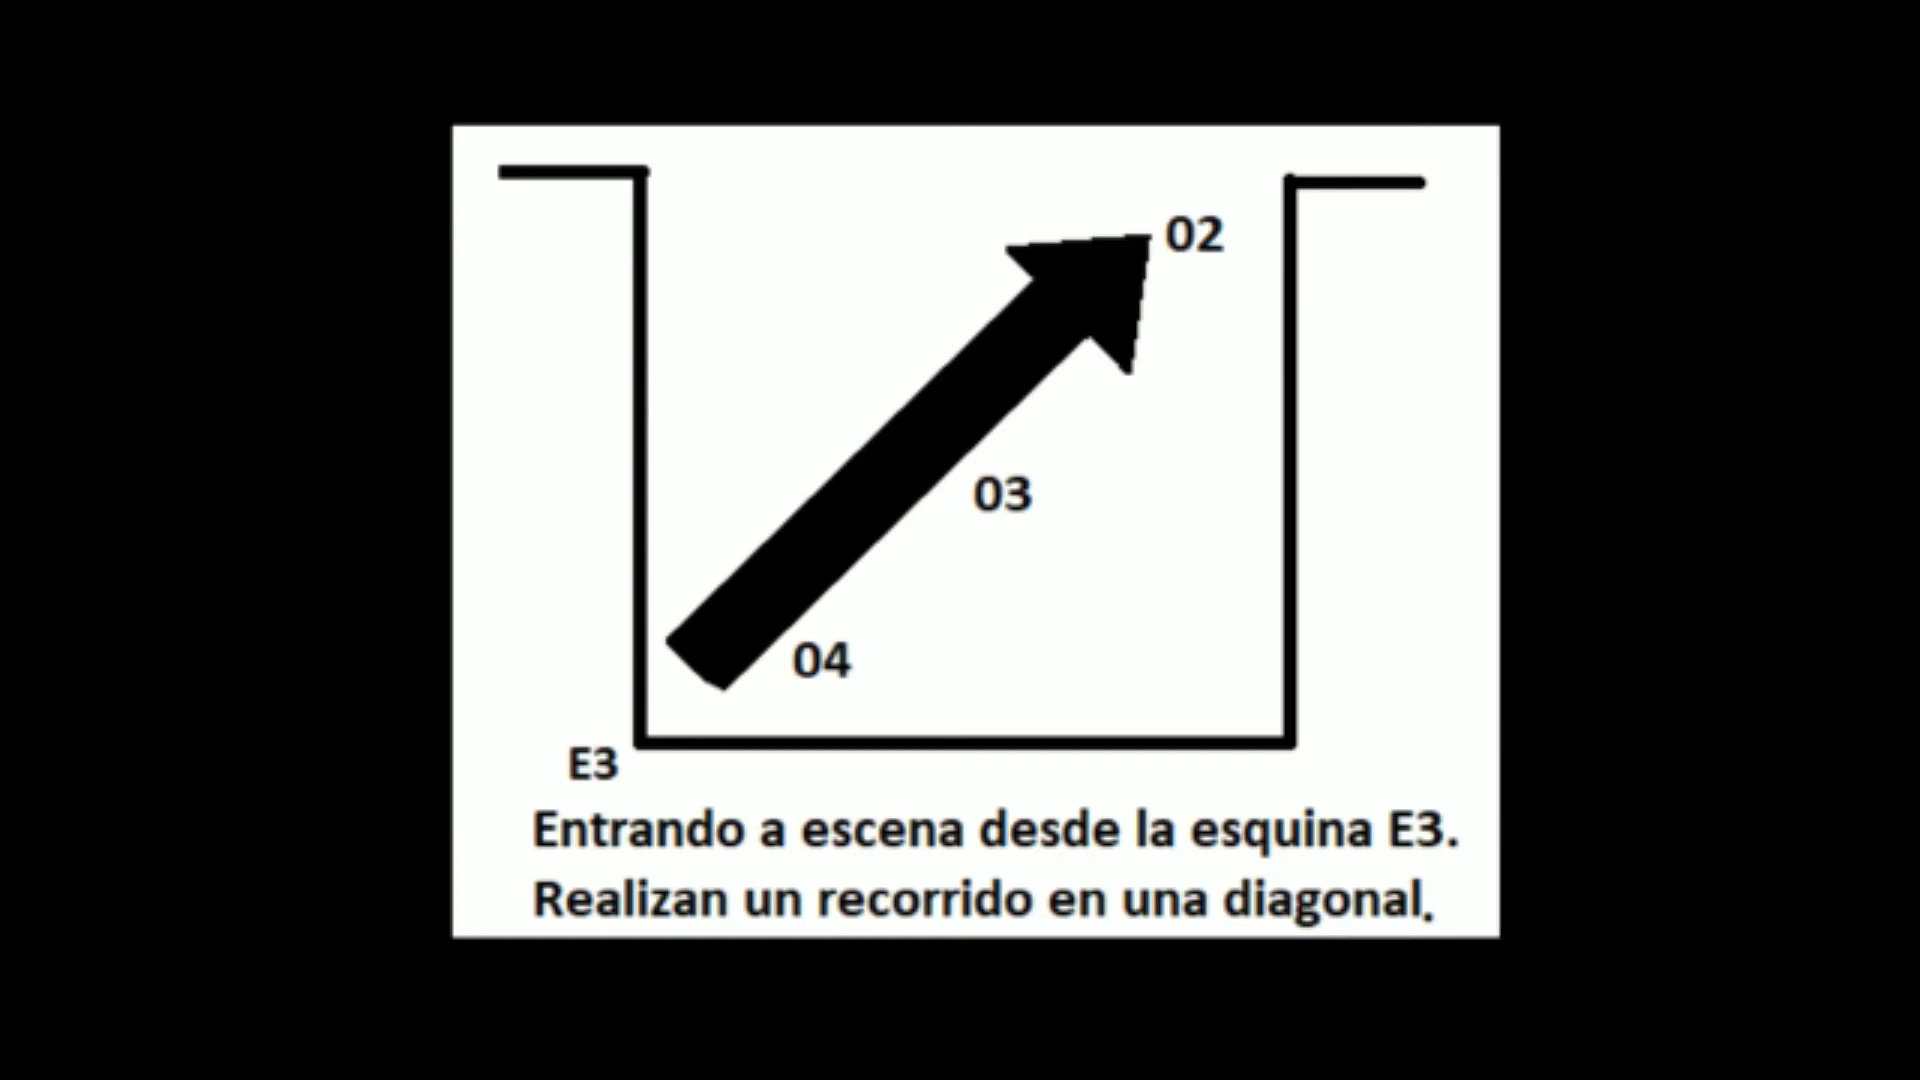 02
03
04
E3
Entrando a escena desde la esquina E3.
Realizan un recorrido en una diagonal.